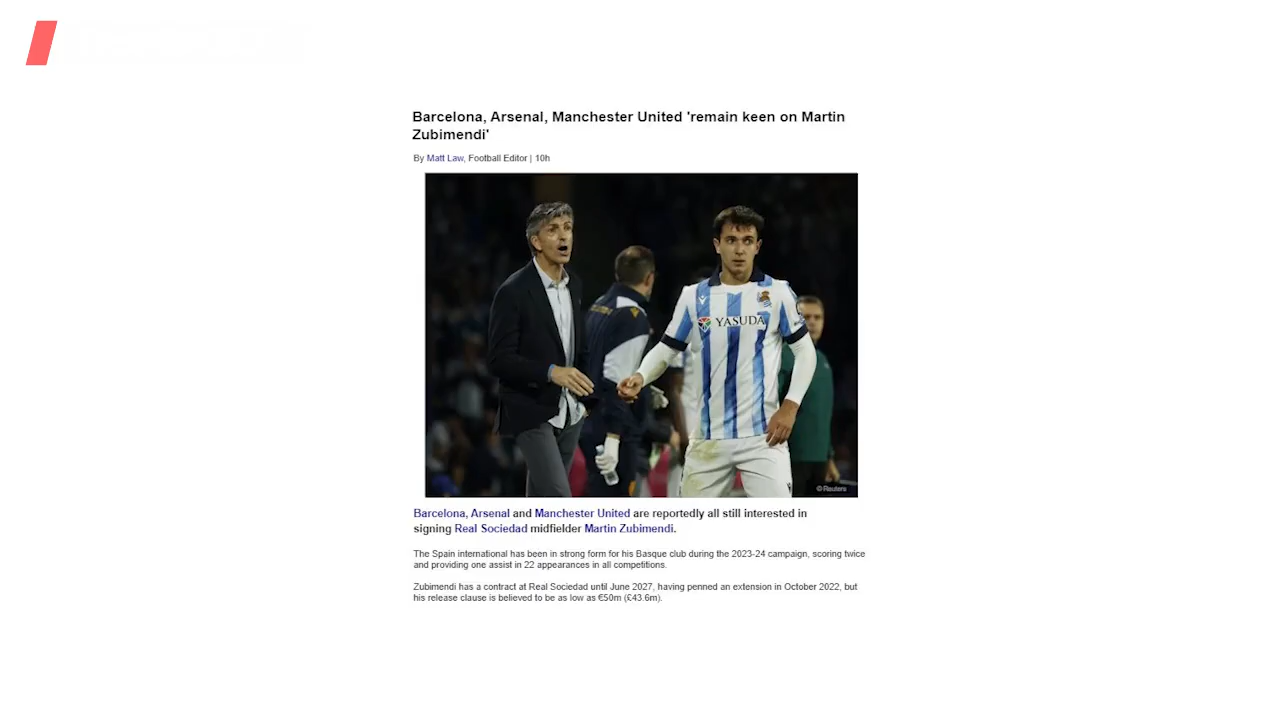 Barcelona, Arsenal, Manchester United 'remain keen on Martin
Zubimendi'
By Matt Law, Football Editor | 10h
YASUDA
© Reuters
Barcelona, Arsenal and Manchester United are reportedly all still interested in
signing Real Sociedad midfielder Martin Zubimendi.
The Spain international has been in strong form for his Basque club during the 2023-24 campaign, scoring twice
and providing one assist in 22 appearances in all competitions.
Zubimendi has a contract at Real Sociedad until June 2027, having penned an extension in October 2022, but
his release clause is believed to be as low as €50m (£43.6m).